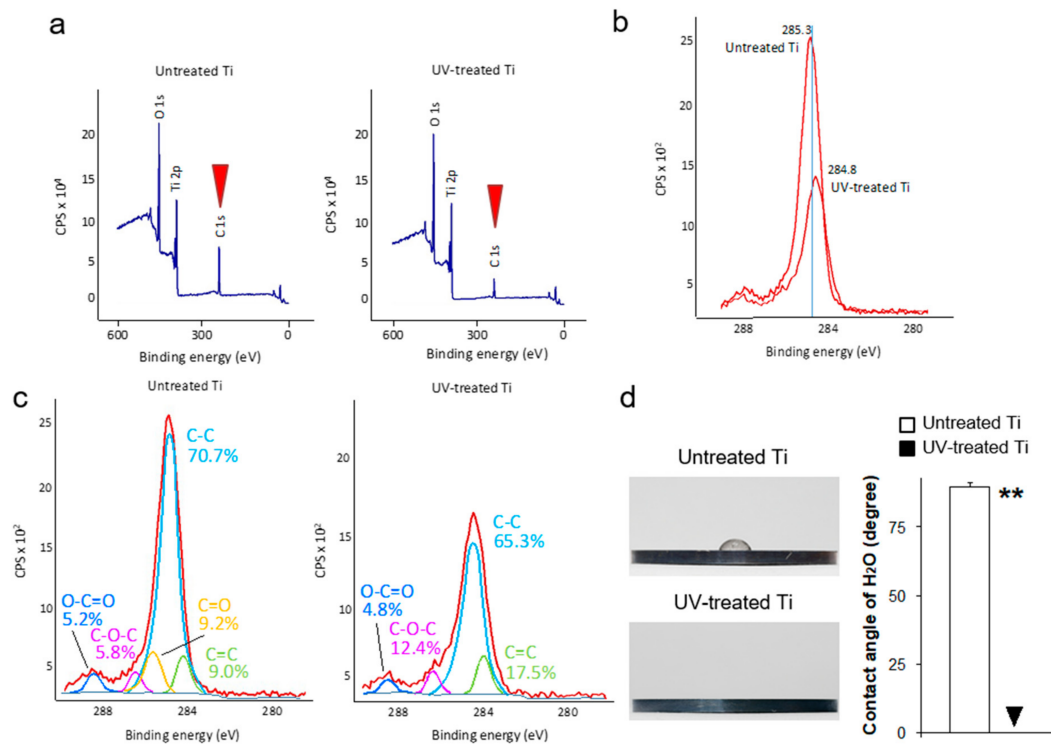 a
Untreated Ti
CPS x 10⁴
20
15
10
5
0
O 1s
Ti 2p
C 1s
600
300
0
Binding energy (eV)
UV-treated Ti
CPS x 10⁴
20
15
10
5
0
O 1s
Ti 2p
C 1s
600
300
0
Binding energy (eV)
b
CPS x 10²
25
20
15
10
5
285.3
Untreated Ti
284.8
UV-treated Ti
288
284
280
Binding energy (eV)
c
Untreated Ti
CPS x 10²
25
20
15
10
5
C-C
70.7%
O-C=O
5.2%
C-O-C
5.8%
C=O
9.2%
C=C
9.0%
288
284
280
Binding energy (eV)
UV-treated Ti
CPS x 10²
20
15
10
5
C-C
65.3%
O-C=O
4.8%
C-O-C
12.4%
C=C
17.5%
288
284
280
Binding energy (eV)
d
Untreated Ti
UV-treated Ti
Untreated Ti
UV-treated Ti
Contact angle of H₂O (degree)
75
50
25
0
**